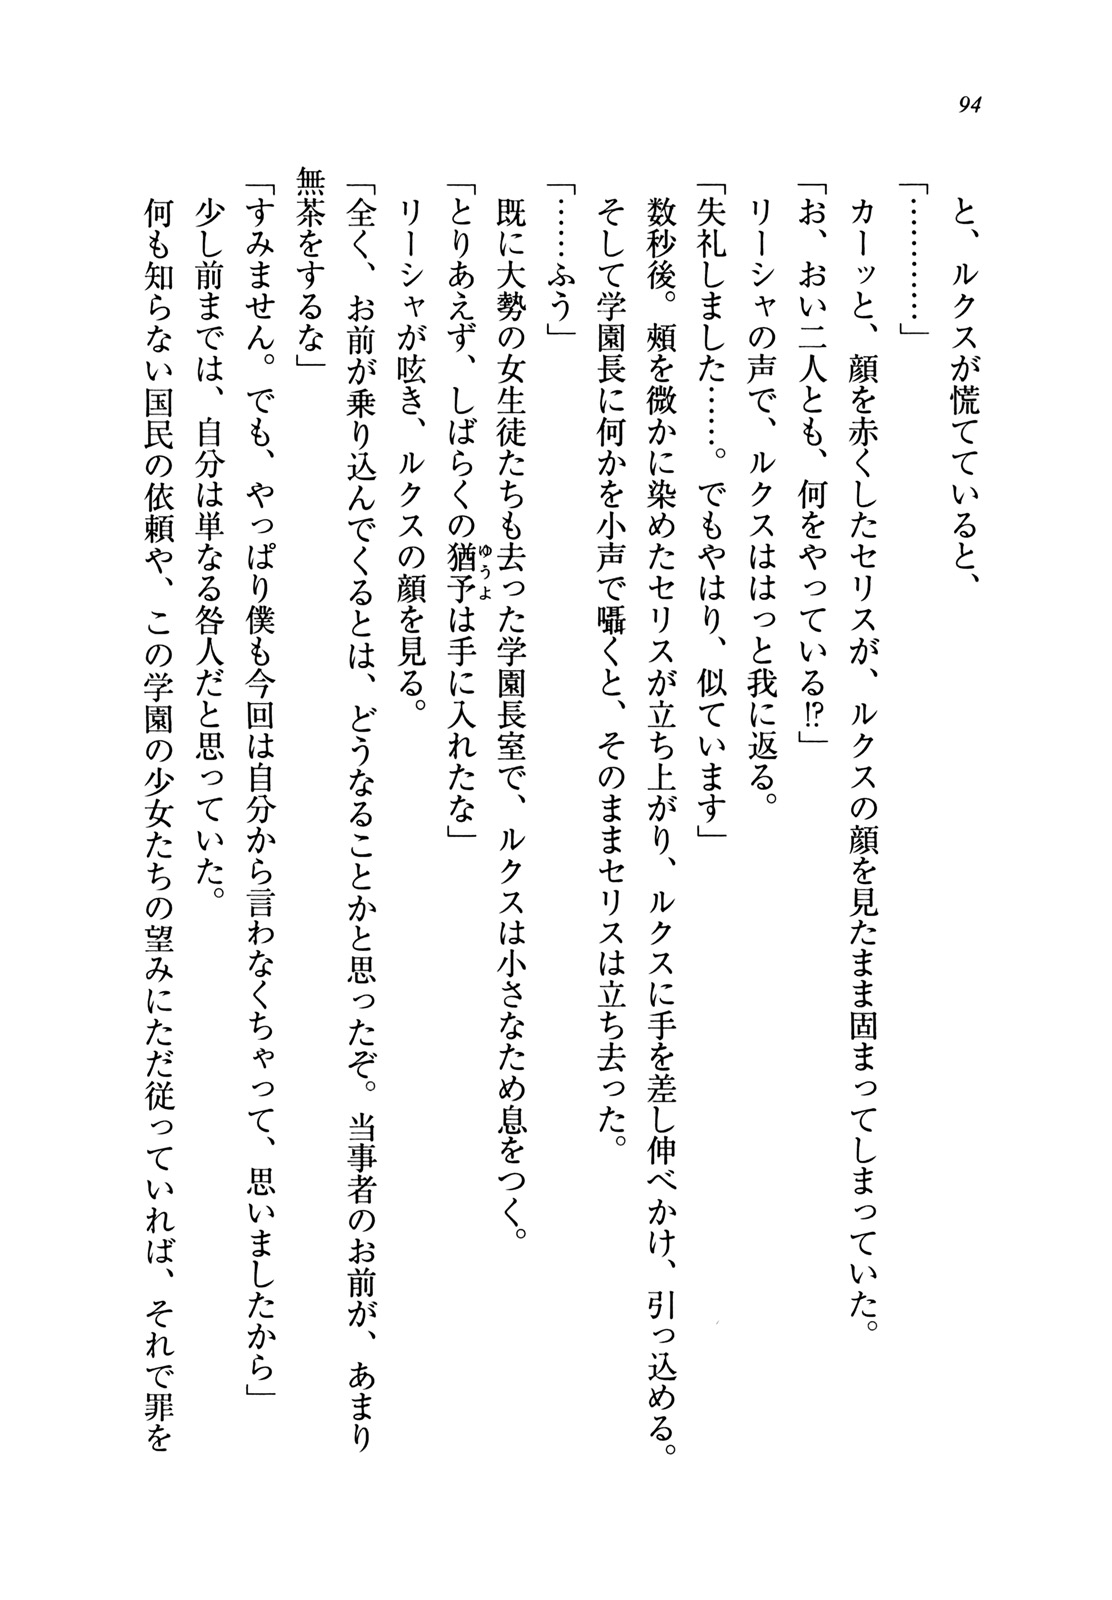 94
と、ルクスが慌てていると、
「…………」
カーッと、顔を赤くしたセリスが、ルクスの顔を見たまま固まってしまっていた。
「お、おい二人とも、何をやっている!?」
リーシャの声で、ルクスははっと我に返る。
「失礼しました……。でもやはり、似ています」
数秒後。頰を微かに染めたセリスが立ち上がり、ルクスに手を差し伸べかけ、引っ込める。
そして学園長に何かを小声で囁くと、そのままセリスは立ち去った。
「……ふう」
既に大勢の女生徒たちも去った学園長室で、ルクスは小さなため息をつく。
「とりあえず、しばらくの猶予は手に入れたな」
ゆうよ
リーシャが呟き、ルクスの顔を見る。
「全く、お前が乗り込んでくるとは、どうなることかと思ったぞ。当事者のお前が、あまり
無茶をするな」
「すみません。でも、やっぱり僕も今回は自分から言わなくちゃって、思いましたから」
少し前までは、自分は単なる咎人だと思っていた。
何も知らない国民の依頼や、この学園の少女たちの望みにただ従っていれば、それで罪を